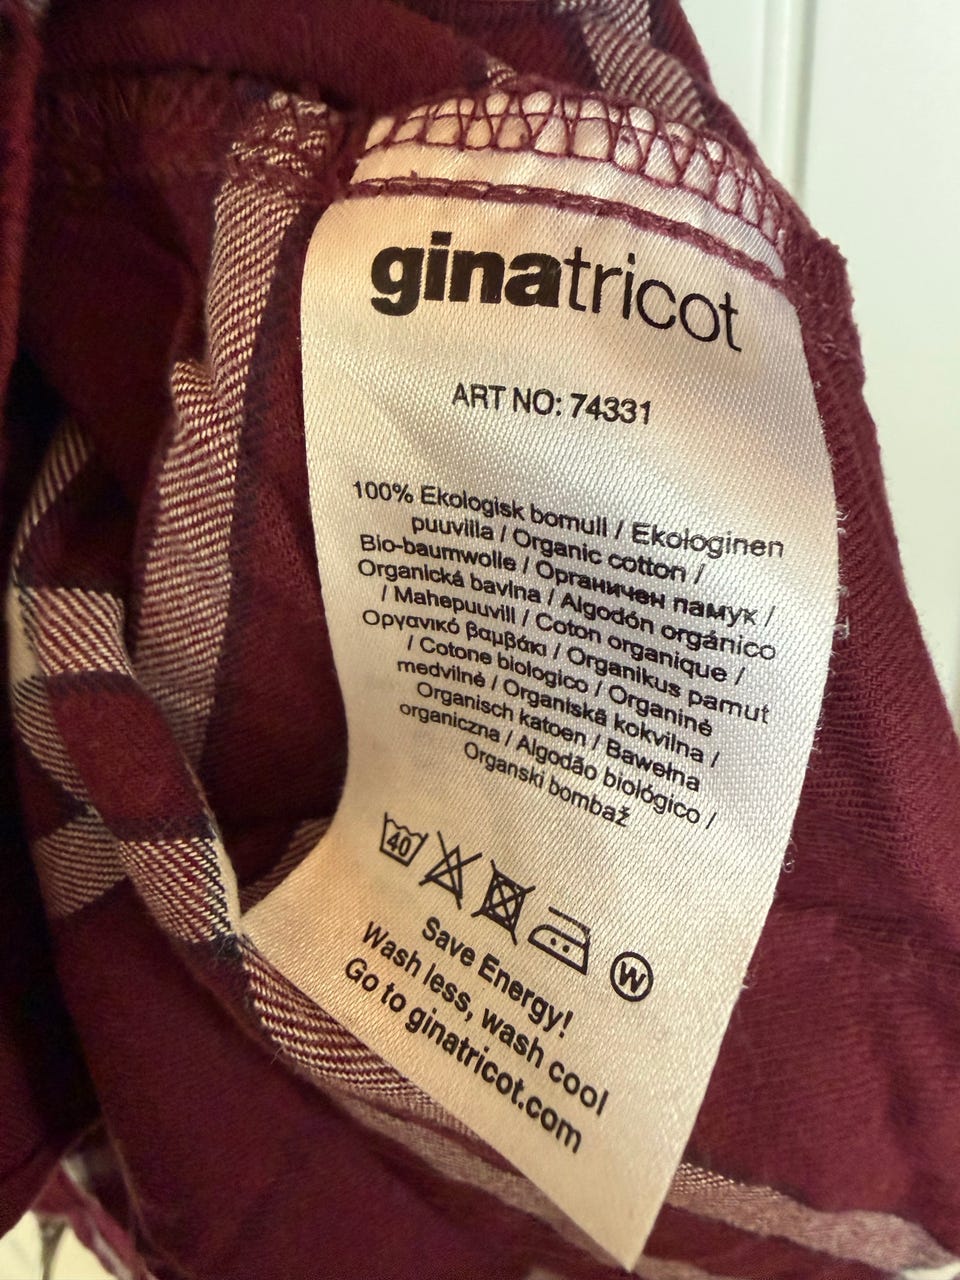 ginatricot
ART NO: 74331
100% Ekologisk bomull / Ekologinen
puuvilla / Organic cotton /
Bio-baumwolle / Органичен памук /
Organická bavlna / Algodón orgánico
/ Mahepuuvill / Coton organique /
Οργανικό βαμβάκι / Organikus pamut
/ Cotone biologico / Organinė
medvilnė / Organiskā kokvilna /
Organisch katoen / Bawełna
organiczna / Algodão biológico /
Organski bombaž
40
W
Save Energy!
Wash less, wash cool
Go to ginatricot.com